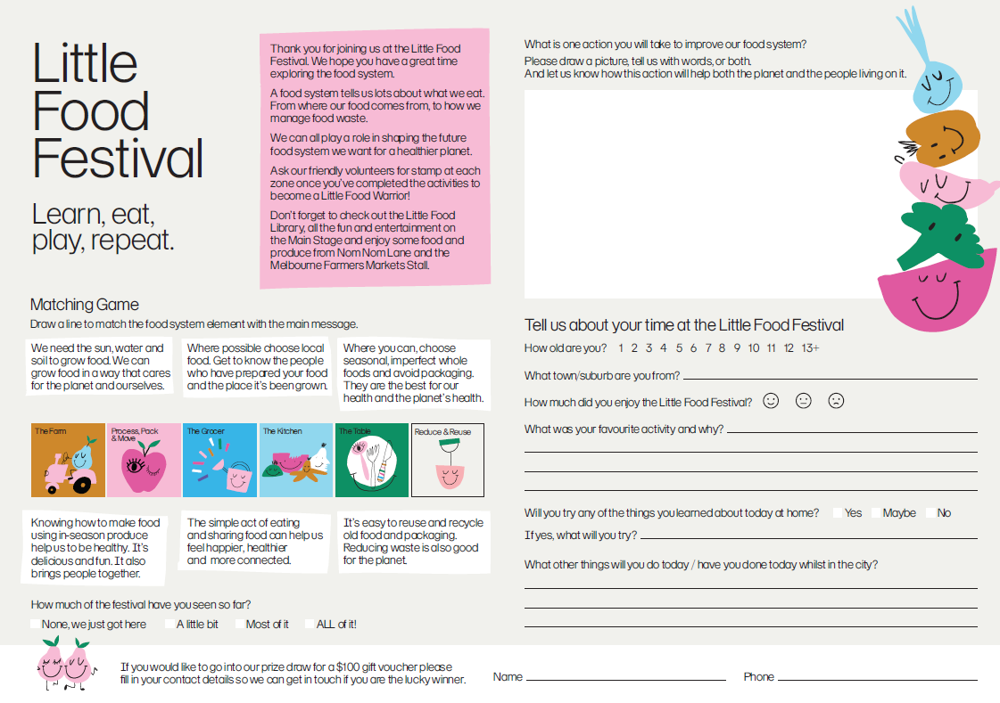 Little
Food
Festival
Learn, eat,
play, repeat.
Thank you for joining us at the Little Food
Festival. We hope you have a great time
exploring the food system.
A food system tells us lots about what we eat.
From where our food comes from, to how we
manage food waste.
We can all play a role in shaping the future
food system we want for a healthier planet.
Ask our friendly volunteers for stamp at each
zone once you've completed the activities to
become a Little Food Warrior!
Don't forget to check out the Little Food
Library, all the fun and entertainment on
the Main Stage and enjoy some food and
produce from Nom Nom Lane and the
Melbourne Farmers Markets Stall.
Matching Game
Draw a line to match the food system element with the main message.
We need the sun, water and
soil to grow food. We can
grow food in a way that cares
for the planet and ourselves.
Where possible choose local
food. Get to know the people
who have prepared your food
and the place it's been grown.
Where you can, choose
seasonal, imperfect whole
foods and avoid packaging.
They are the best for our
health and the planet's health.
The Farm
Process, Pack
& Move
The Grocer
The Kitchen
The Table
Reduce & Reuse
Knowing how to make food
using in-season produce
help us to be healthy. It's
delicious and fun. It also
brings people together.
The simple act of eating
and sharing food can help us
feel happier, healthier
and more connected.
It's easy to reuse and recycle
old food and packaging.
Reducing waste is also good
for the planet.
How much of the festival have you seen so far?
None, we just got here A little bit Most of it ALL of it!
What is one action you will take to improve our food system?
Please draw a picture, tell us with words, or both.
And let us know how this action will help both the planet and the people living on it.
Tell us about your time at the Little Food Festival
How old are you? 1 2 3 4 5 6 7 8 9 10 11 12 13+
What town/suburb are you from?
How much did you enjoy the Little Food Festival?
What was your favourite activity and why?
Will you try any of the things you learned about today at home? Yes Maybe No
If yes, what will you try?
What other things will you do today / have you done today whilst in the city?
If you would like to go into our prize draw for a $100 gift voucher please
fill in your contact details so we can get in touch if you are the lucky winner.
Name Phone